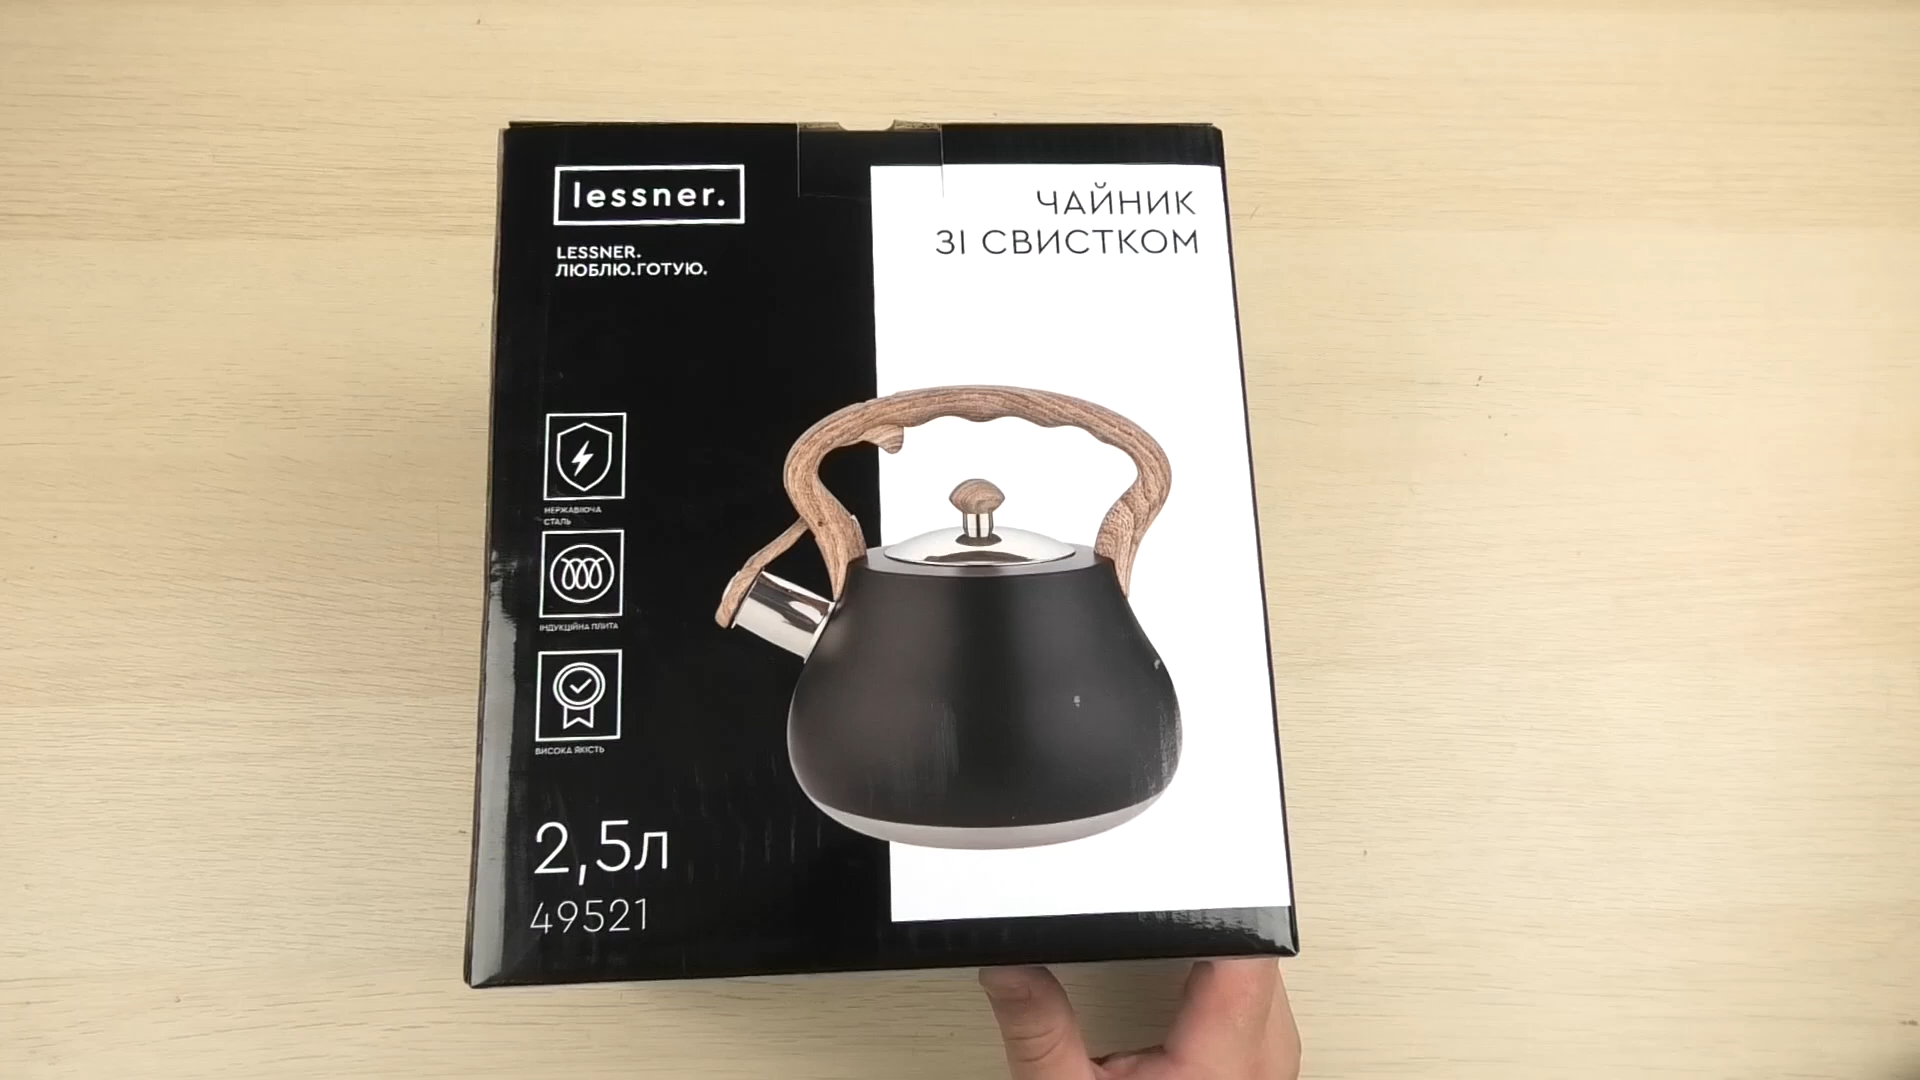 lessner.
LESSNER.
ЛЮБЛЮ.ГОТУЮ.
ЧАЙНИК
ЗІ СВИСТКОМ
НЕРЖАВІЮЧА
СТАЛЬ
ІНДУКЦІЙНА ПЛИТА
ВИСОКА ЯКІСТЬ
2,5л
49521